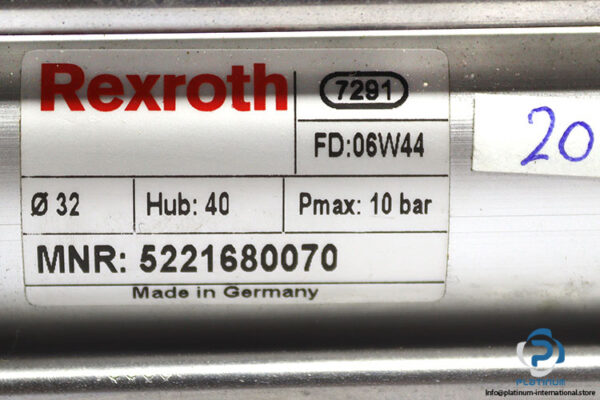 Rexroth
7291
FD:06W44
Ø 32
Hub: 40
Pmax: 10 bar
MNR: 5221680070
Made in Germany
20
PLATINUM
info@platinum-international.store